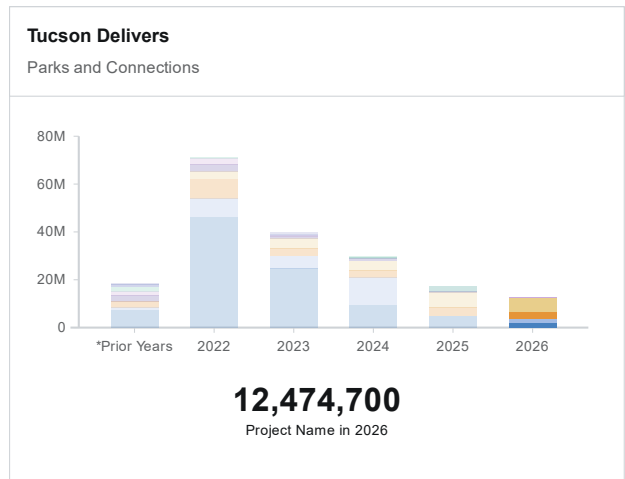 Tucson Delivers
Parks and Connections
80M
60M
40M
20M
0
*Prior Years 2022 2023 2024 2025 2026
12,474,700
Project Name in 2026